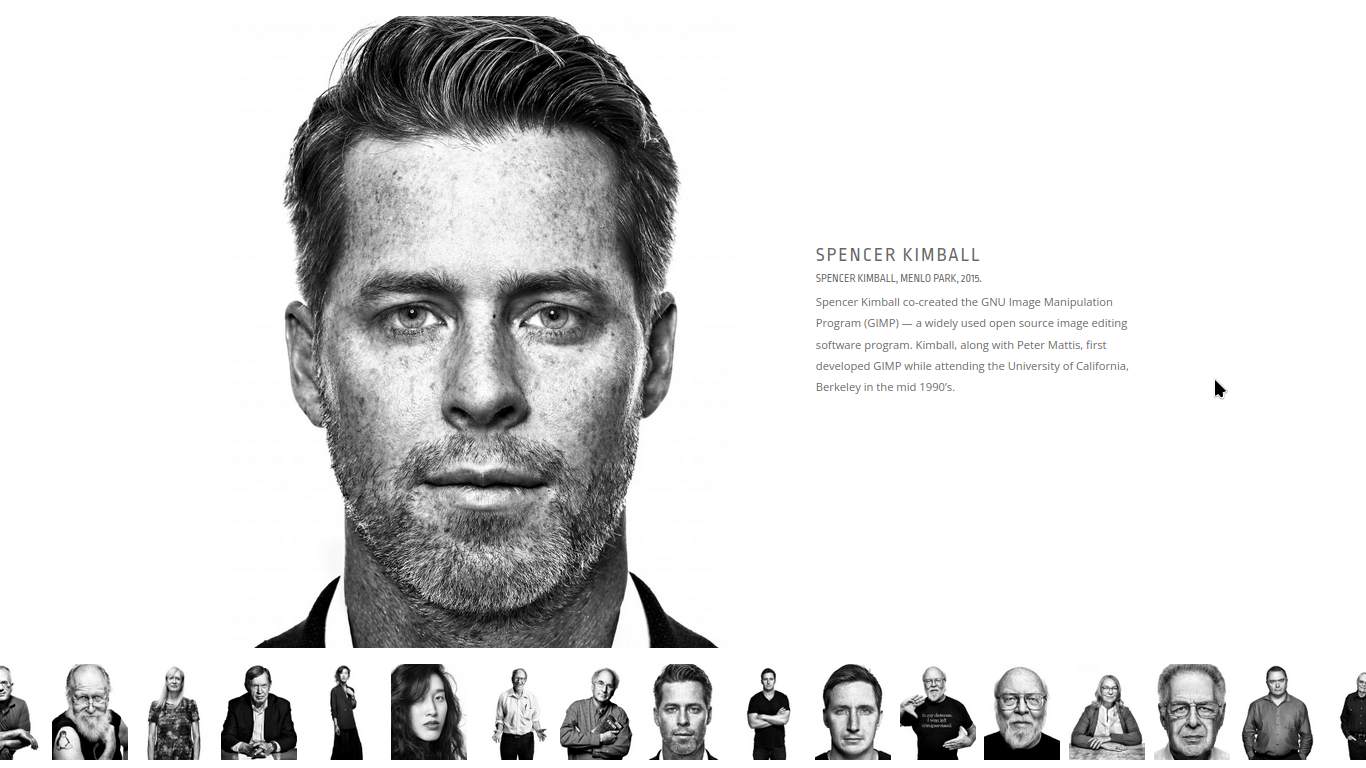 SPENCER KIMBALL
SPENCER KIMBALL, MENLO PARK, 2015.
Spencer Kimball co-created the GNU Image Manipulation
Program (GIMP) — a widely used open source image editing
software program. Kimball, along with Peter Mattis, first
developed GIMP while attending the University of California,
Berkeley in the mid 1990's.